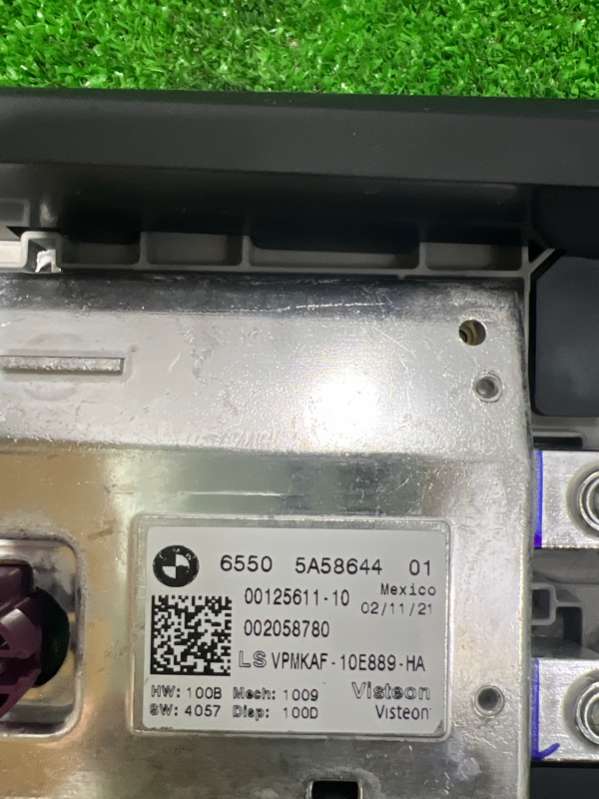 6550 5A58644 01
00125611-10 Mexico
02/11/21
002058780
LS VPMKAF-10E889-HA
HW: 100B Mech: 1009 Visteon
SW: 4057 Disp: 100D Visteon